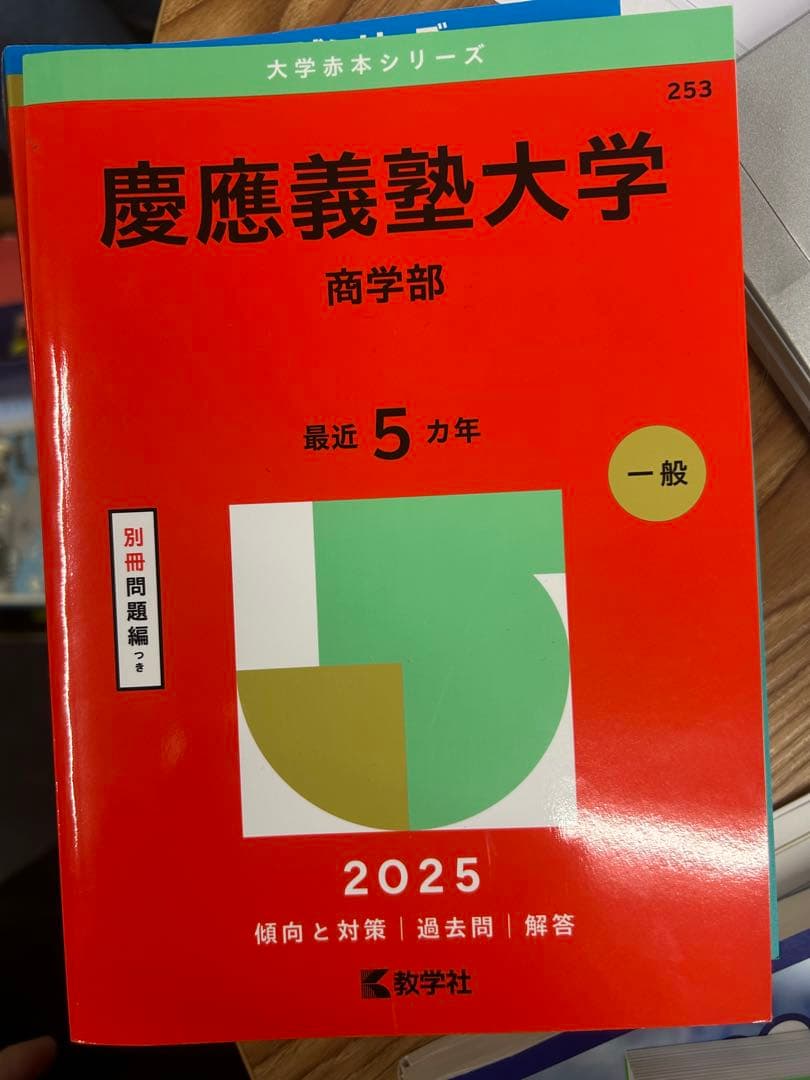 大学赤本シリーズ
253
慶應義塾大学
商学部
最近5カ年
一般
別冊問題編つき
2025
傾向と対策｜過去問｜解答
教学社